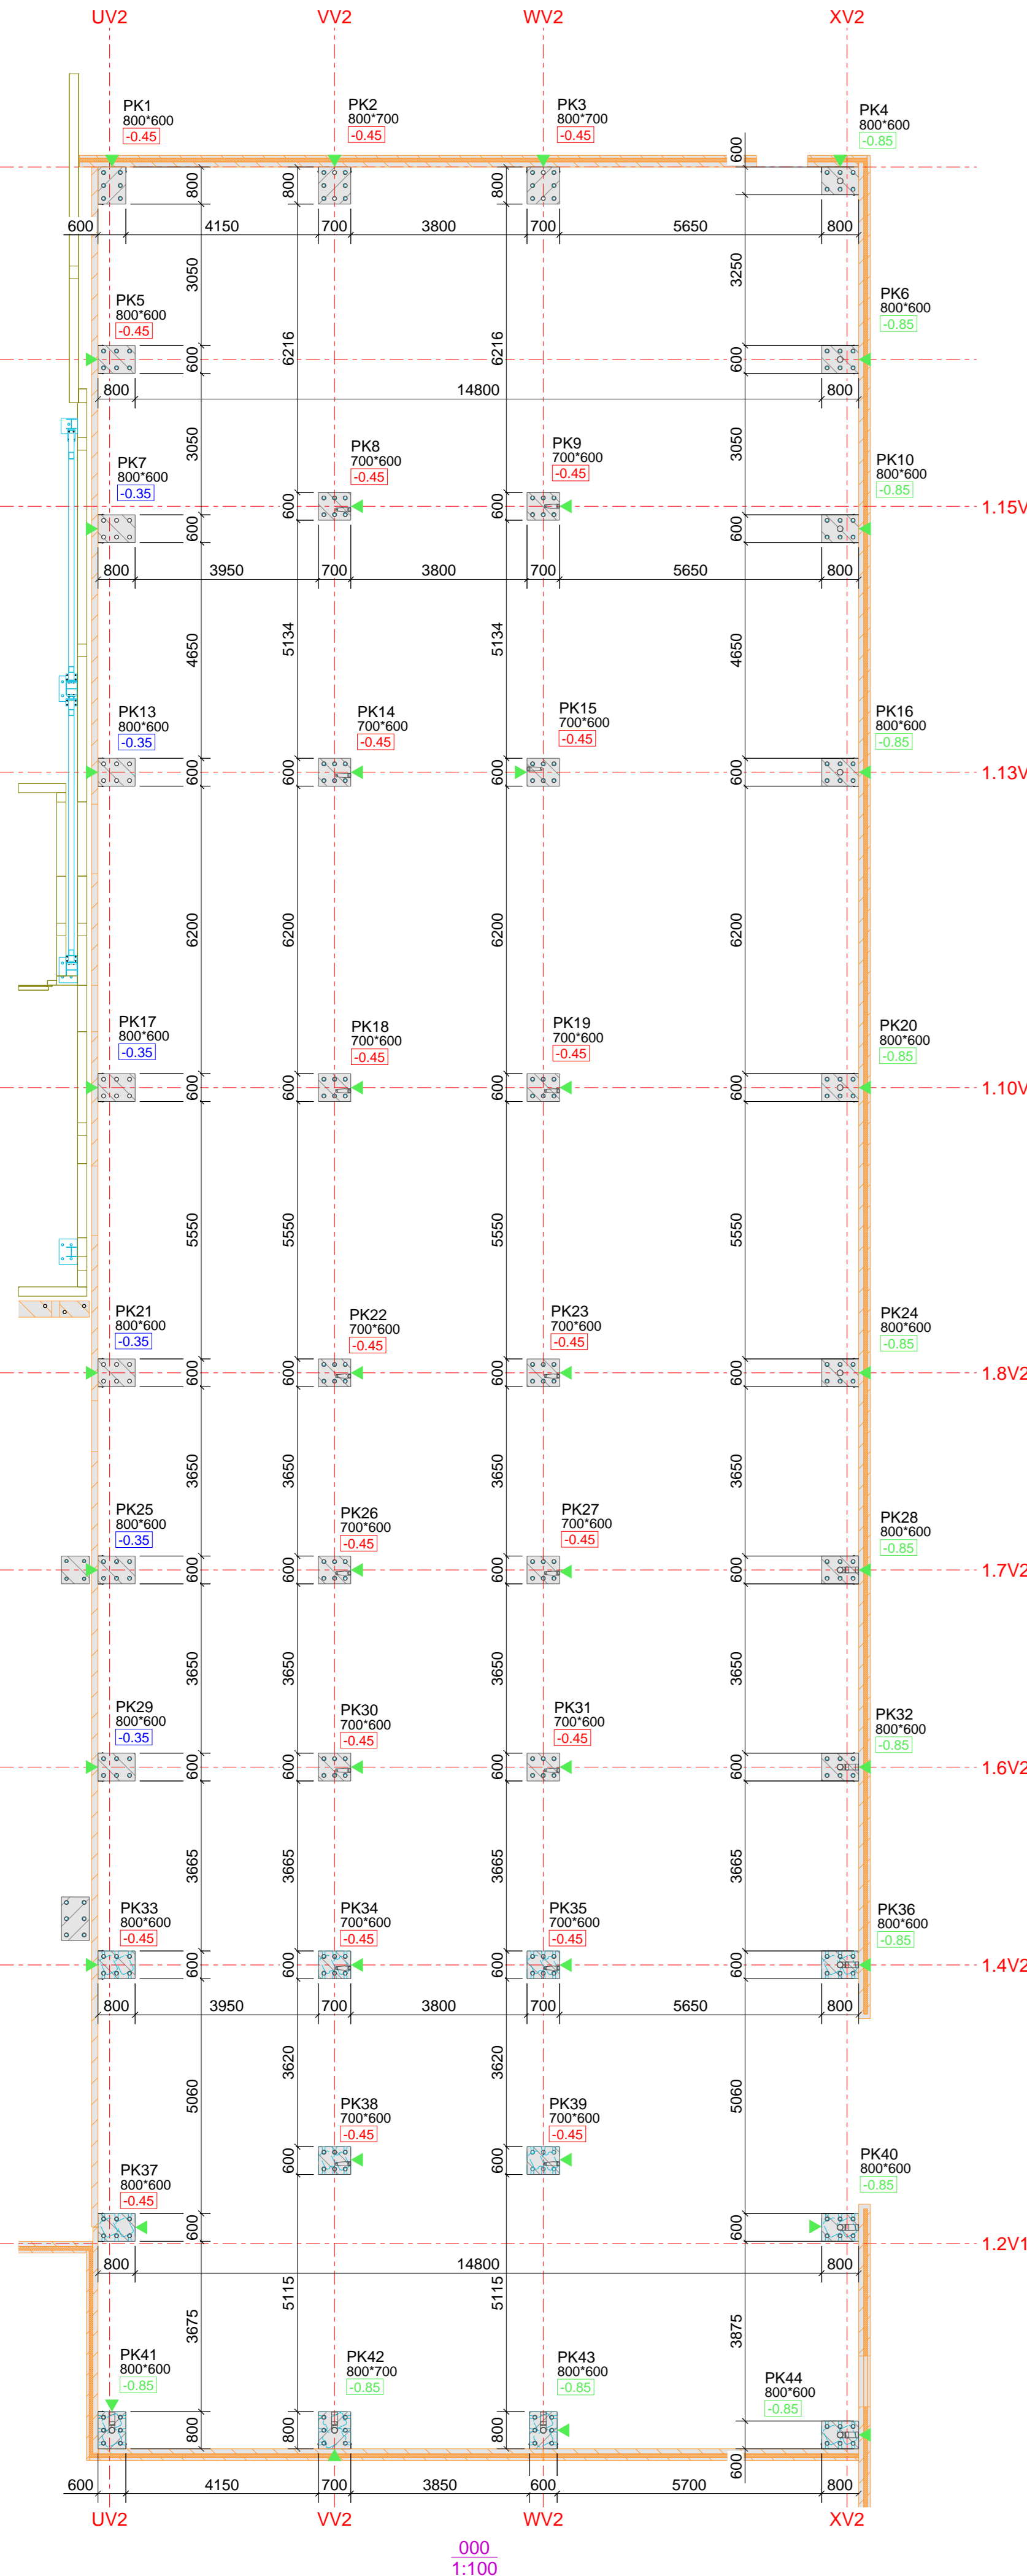 UV2 VV2 WV2 XV2
PK1
800*600
-0.45
PK2
800*700
-0.45
PK3
800*700
-0.45
PK4
800*600
-0.85
600
800 800 800
600 4150 700 3800 700 5650 800
3050 6216 6216 3250
PK5
800*600
-0.45
PK6
800*600
-0.85
600 600
800 14800 800
3050 3050
PK7
800*600
-0.35
PK8
700*600
-0.45
PK9
700*600
-0.45
PK10
800*600
-0.85
600 600 600 600
1.15V
800 3950 700 3800 700 5650 800
4650 5134 5134 4650
PK13
800*600
-0.35
PK14
700*600
-0.45
PK15
700*600
-0.45
PK16
800*600
-0.85
600 600 600 600
1.13V
6200 6200 6200 6200
PK17
800*600
-0.35
PK18
700*600
-0.45
PK19
700*600
-0.45
PK20
800*600
-0.85
600 600 600 600
1.10V
5550 5550 5550 5550
PK21
800*600
-0.35
PK22
700*600
-0.45
PK23
700*600
-0.45
PK24
800*600
-0.85
600 600 600 600
1.8V2
3650 3650 3650 3650
PK25
800*600
-0.35
PK26
700*600
-0.45
PK27
700*600
-0.45
PK28
800*600
-0.85
600 600 600 600
1.7V2
3650 3650 3650 3650
PK29
800*600
-0.35
PK30
700*600
-0.45
PK31
700*600
-0.45
PK32
800*600
-0.85
600 600 600 600
1.6V2
3665 3665 3665 3665
PK33
800*600
-0.45
PK34
700*600
-0.45
PK35
700*600
-0.45
PK36
800*600
-0.85
600 600 600 600
1.4V2
800 3950 700 3800 700 5650 800
5060 3620 3620 5060
PK38
700*600
-0.45
PK39
700*600
-0.45
600 600
PK37
800*600
-0.45
PK40
800*600
-0.85
600 600
1.2V1
800 14800 800
3675 5115 5115 3875
PK41
800*600
-0.85
PK42
800*700
-0.85
PK43
800*600
-0.85
PK44
800*600
-0.85
800 800 800 600
600 4150 700 3850 600 5700 800
UV2 VV2 WV2 XV2
000
1:100